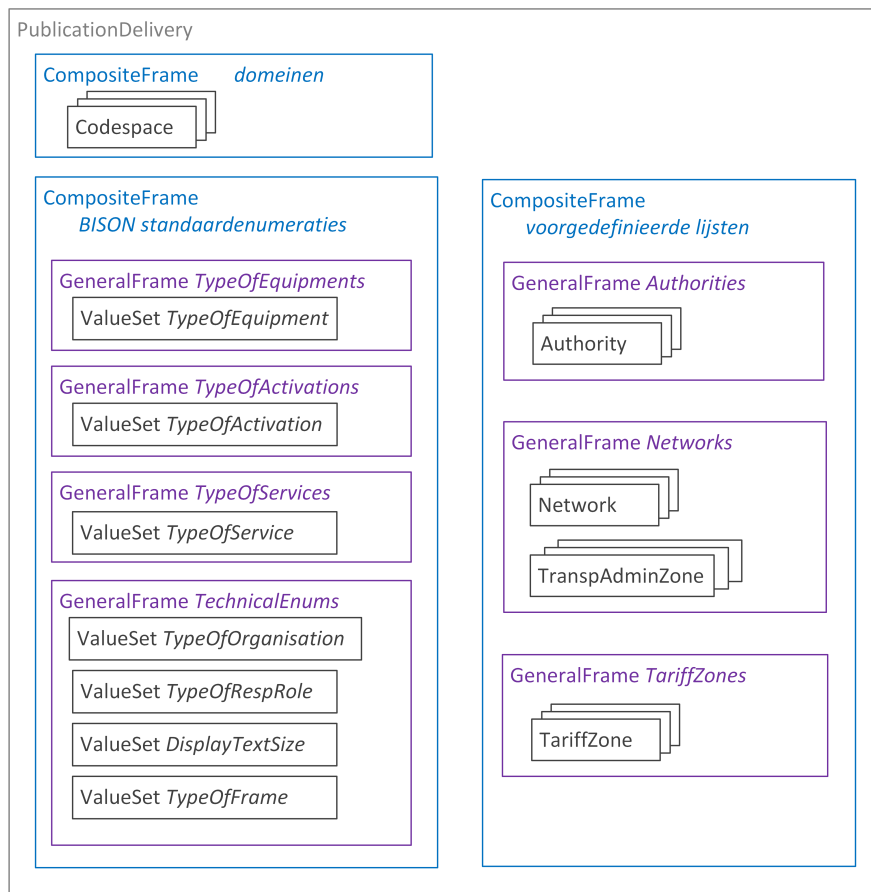 PublicationDelivery
CompositeFrame domeinen
Codespace
CompositeFrame
BISON standaardenumeraties
GeneralFrame TypeOfEquipments
ValueSet TypeOfEquipment
GeneralFrame TypeOfActivations
ValueSet TypeOfActivation
GeneralFrame TypeOfServices
ValueSet TypeOfService
GeneralFrame TechnicalEnums
ValueSet TypeOfOrganisation
ValueSet TypeOfRespRole
ValueSet DisplayTextSize
ValueSet TypeOfFrame
CompositeFrame
voorgedefinieerde lijsten
GeneralFrame Authorities
Authority
GeneralFrame Networks
Network
TranspAdminZone
GeneralFrame TariffZones
TariffZone